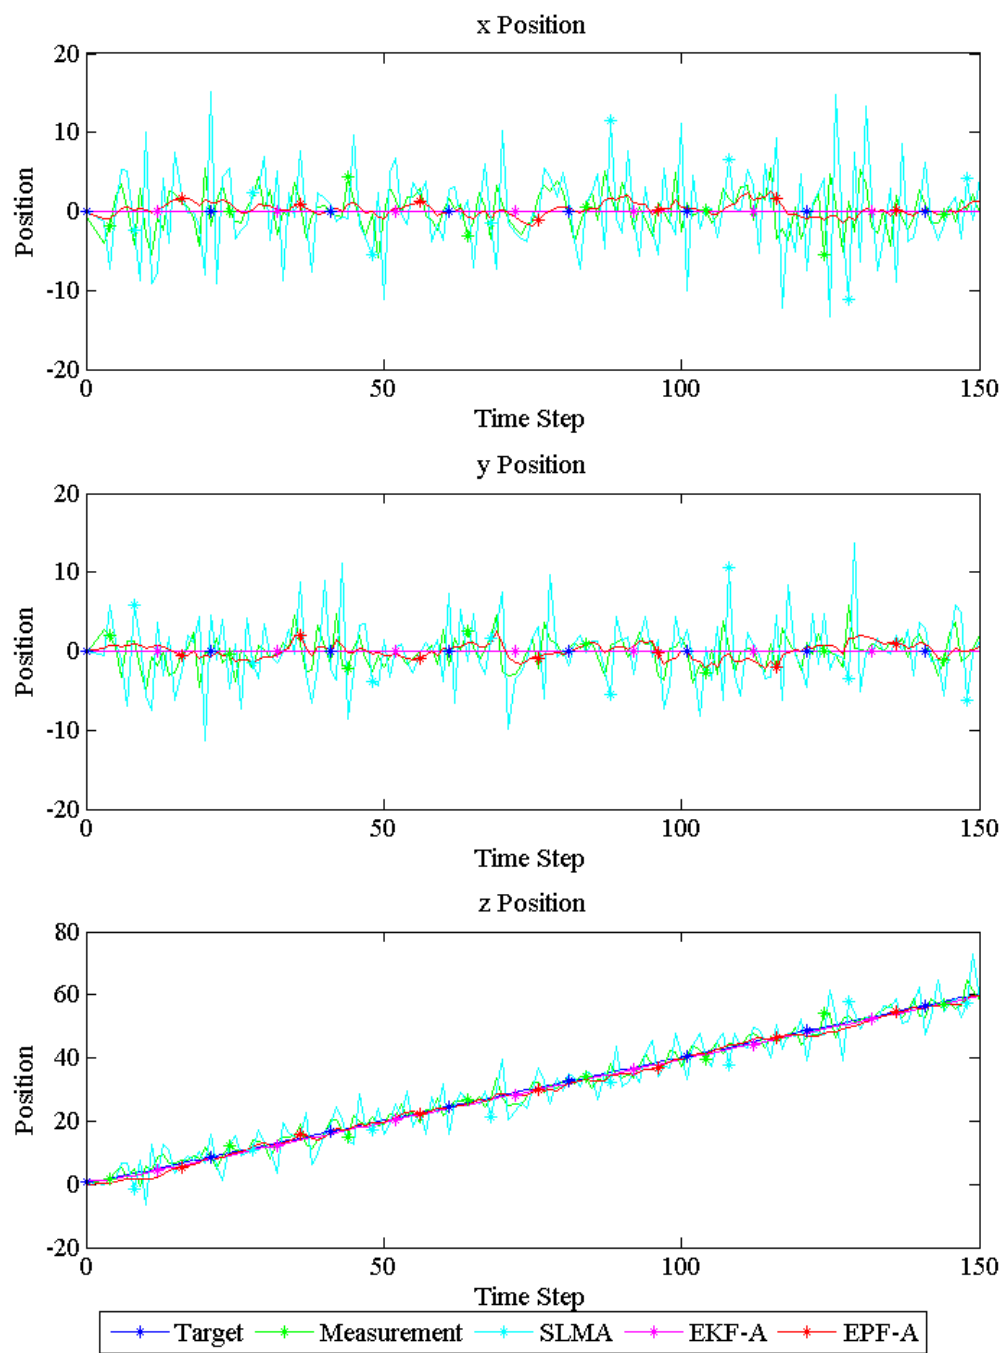 x Position
20
10
0
-10
-20
Position
0 50 100 150
Time Step
y Position
20
10
0
-10
-20
Position
0 50 100 150
Time Step
z Position
80
60
40
20
0
-20
Position
0 50 100 150
Time Step
Target Measurement SLMA EKF-A EPF-A